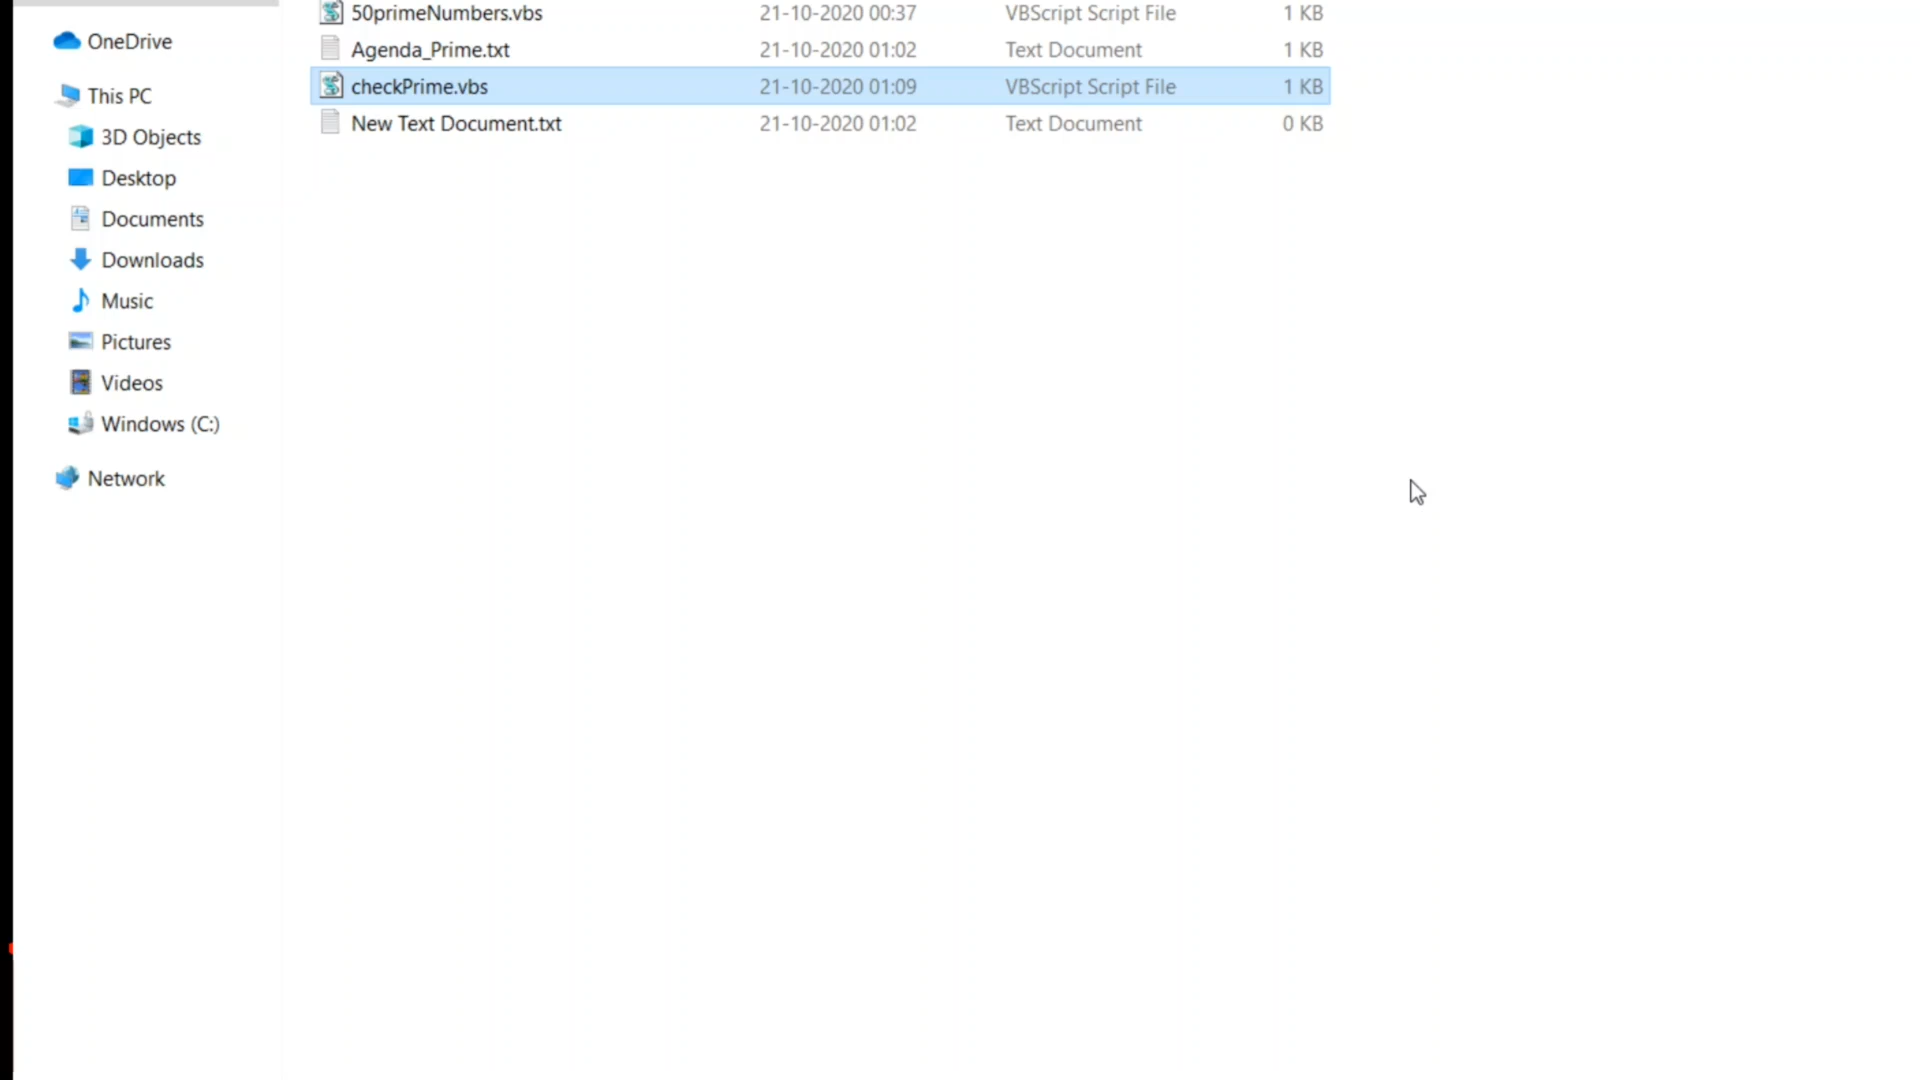 OneDrive
This PC
3D Objects
Desktop
Documents
Downloads
Music
Pictures
Videos
Windows (C:)
Network
50primeNumbers.vbs 21-10-2020 00:37 VBScript Script File 1 KB
Agenda_Prime.txt 21-10-2020 01:02 Text Document 1 KB
checkPrime.vbs 21-10-2020 01:09 VBScript Script File 1 KB
New Text Document.txt 21-10-2020 01:02 Text Document 0 KB